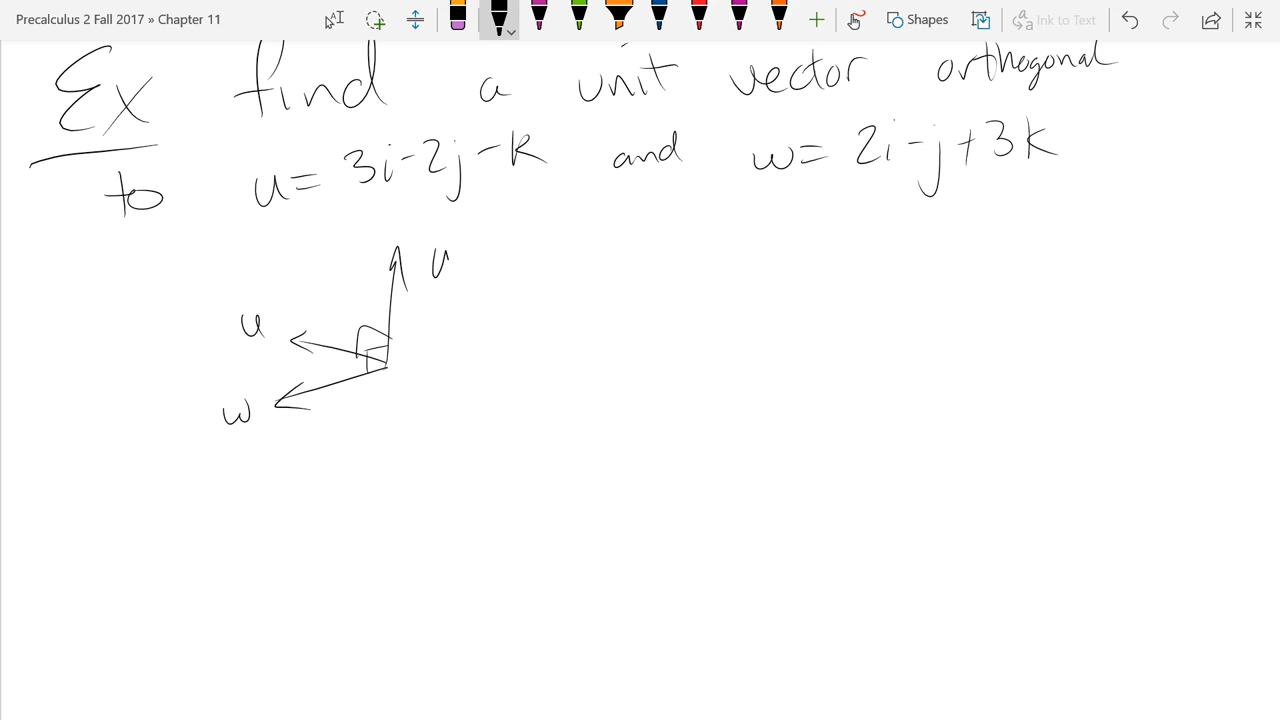 Precalculus 2 Fall 2017 » Chapter 11
Shapes
Ink to Text
Ex find a unit vector orthogonal
to u= 3i-2j-k and w= 2i-j+3k
u
u
w